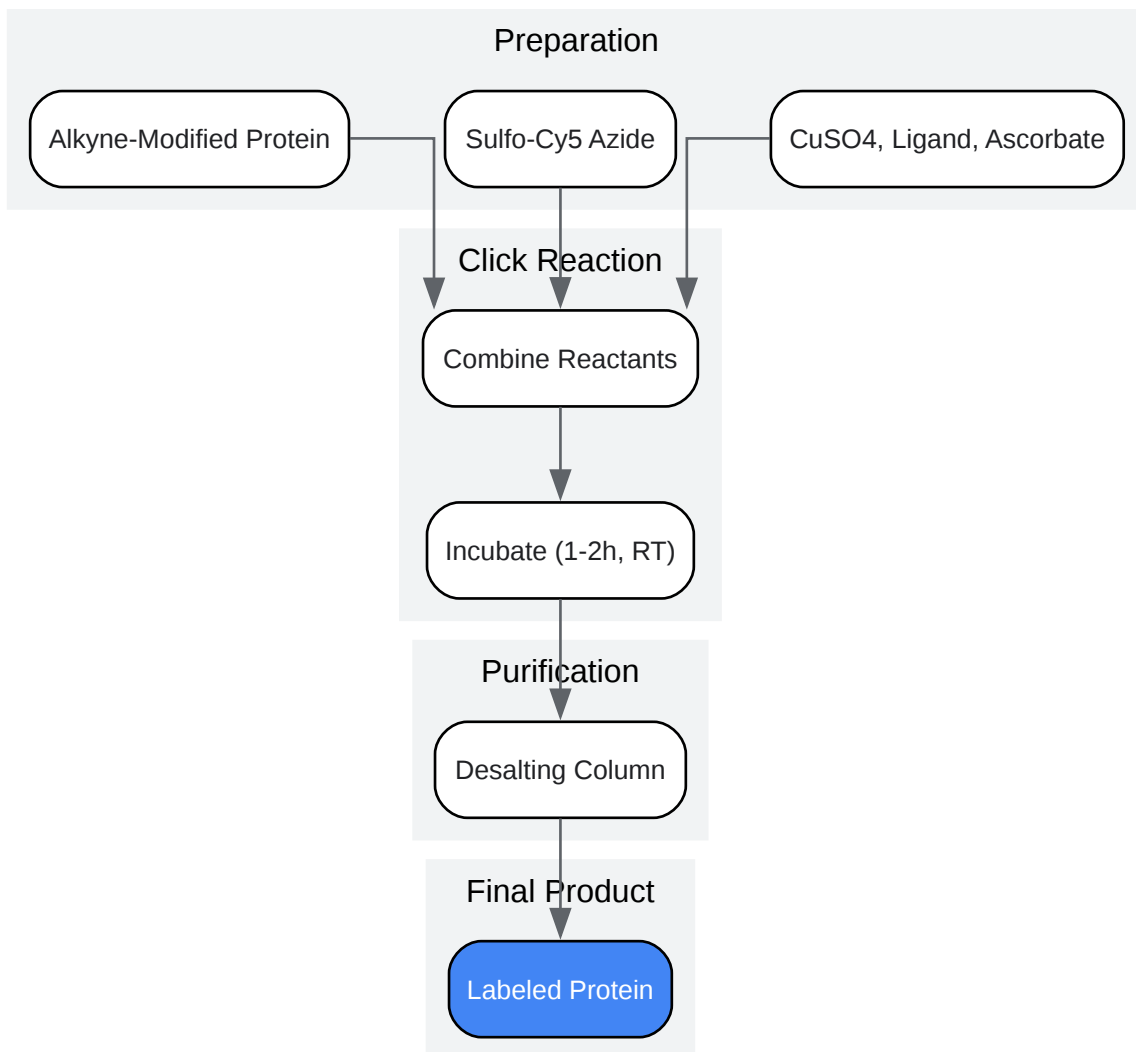 Preparation
Alkyne-Modified Protein
Sulfo-Cy5 Azide
CuSO4, Ligand, Ascorbate
Click Reaction
Combine Reactants
Incubate (1-2h, RT)
Purification
Desalting Column
Final Product
Labeled Protein